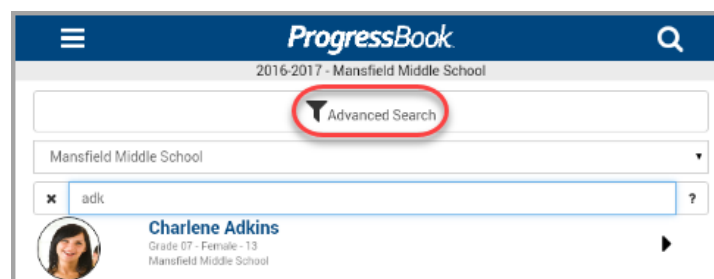 ProgressBook
2016-2017 - Mansfield Middle School
Advanced Search
Mansfield Middle School
× adk ?
Charlene Adkins
Grade 07 - Female - 13
Mansfield Middle School